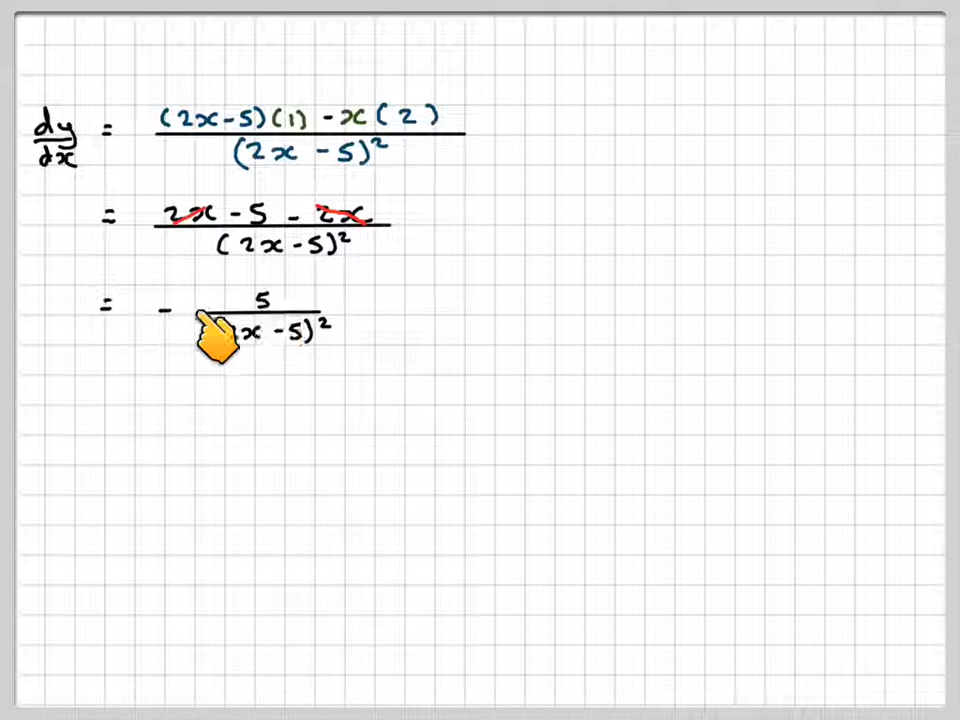 dy/dx = (2x-5)(1) - x(2) / (2x - 5)²
= 2x - 5 - 2x / (2x-5)²
= - 5 / x - 5)²